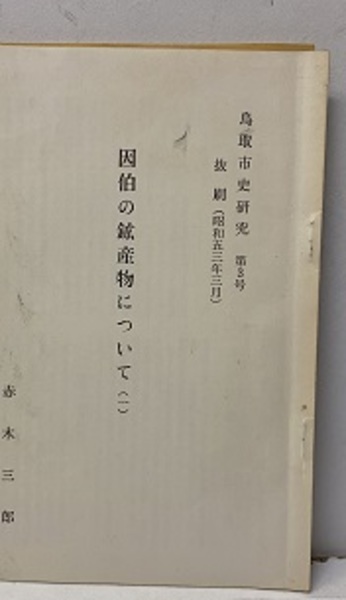 鳥取市史研究　第3号
抜刷（昭和五三年三月）
因伯の鉱産物について（一）
赤木三郎